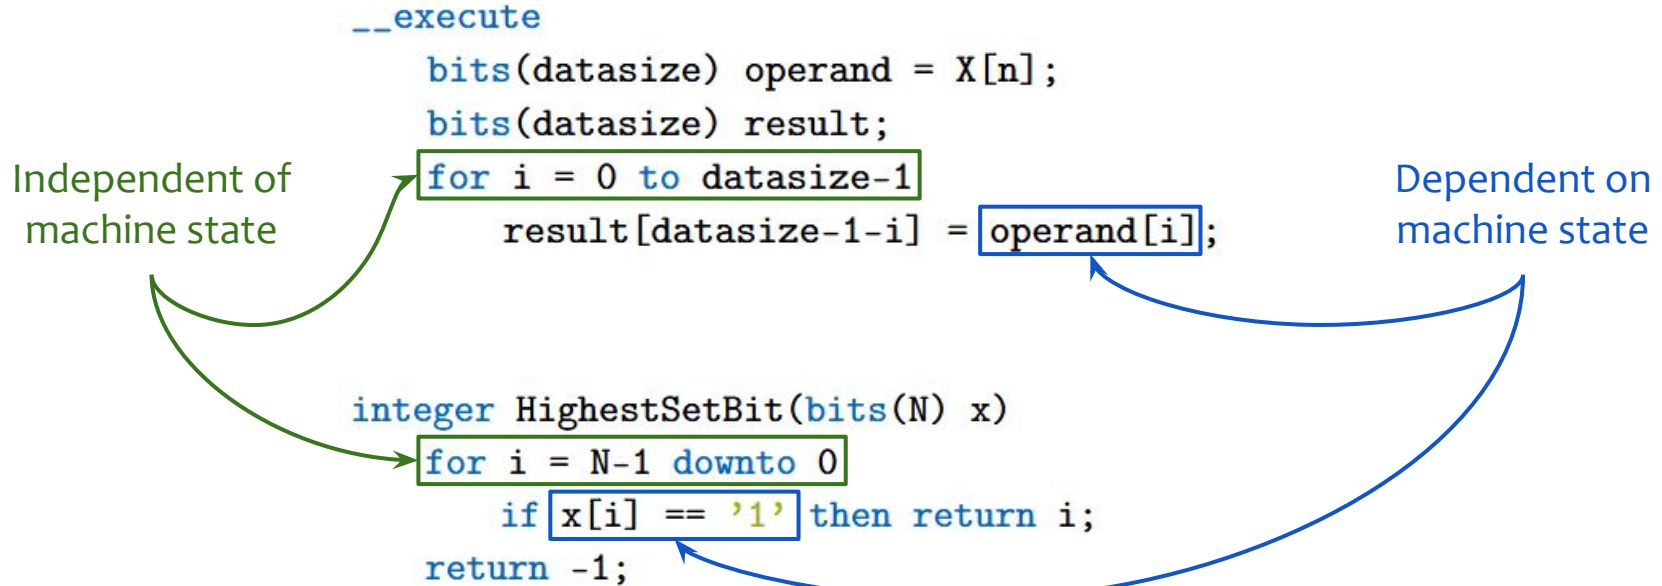 __execute
bits(datasize) operand = X[n];
bits(datasize) result;
for i = 0 to datasize-1
result[datasize-1-i] = operand[i];
Independent of
machine state
Dependent on
machine state
integer HighestSetBit(bits(N) x)
for i = N-1 downto 0
if x[i] == ’1’ then return i;
return -1;